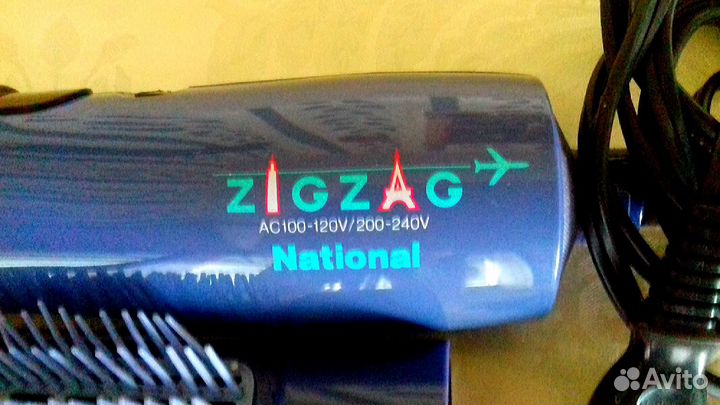 ZIGZAG
AC100-120V/200-240V
National
Avito